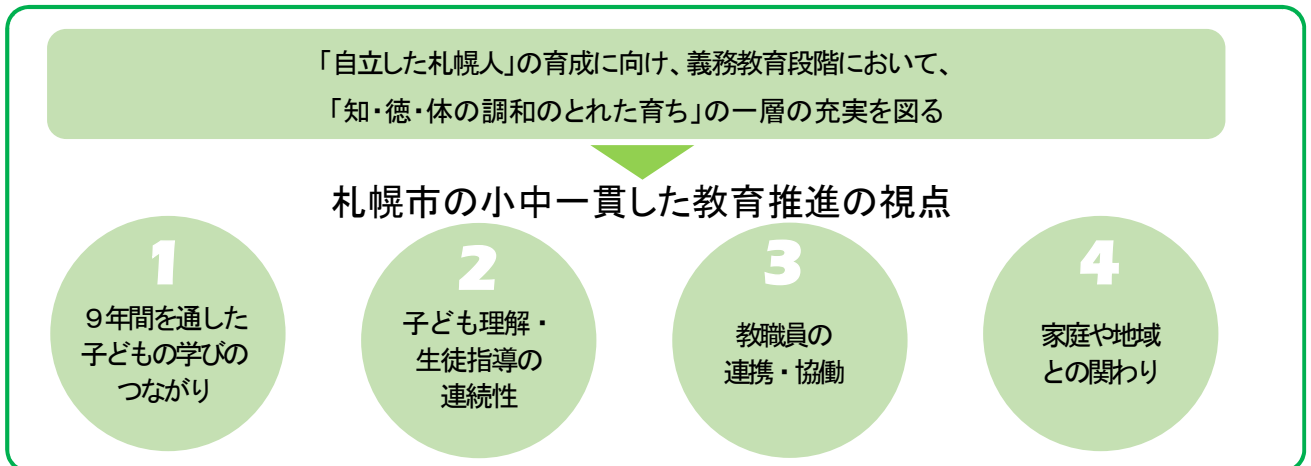 「自立した札幌人」の育成に向け、義務教育段階において、
「知・徳・体の調和のとれた育ち」の一層の充実を図る
札幌市の小中一貫した教育推進の視点
1
９年間を通した
子どもの学びの
つながり
2
子ども理解・
生徒指導の
連続性
3
教職員の
連携・協働
4
家庭や地域
との関わり